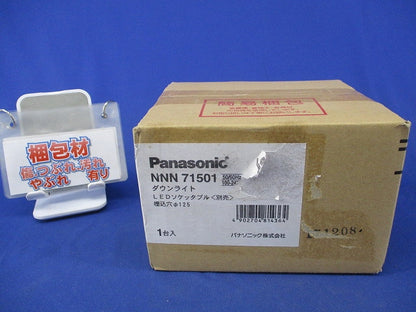 簡易梱包
梱包材
傷つぶれ汚れ
やぶれ 有り
Panasonic
NNN 71501
50/60Hz
ダウンライト
LEDソケッタブル〈別売〉
埋込穴φ125
4902704814364
1台入
パナソニック株式会社